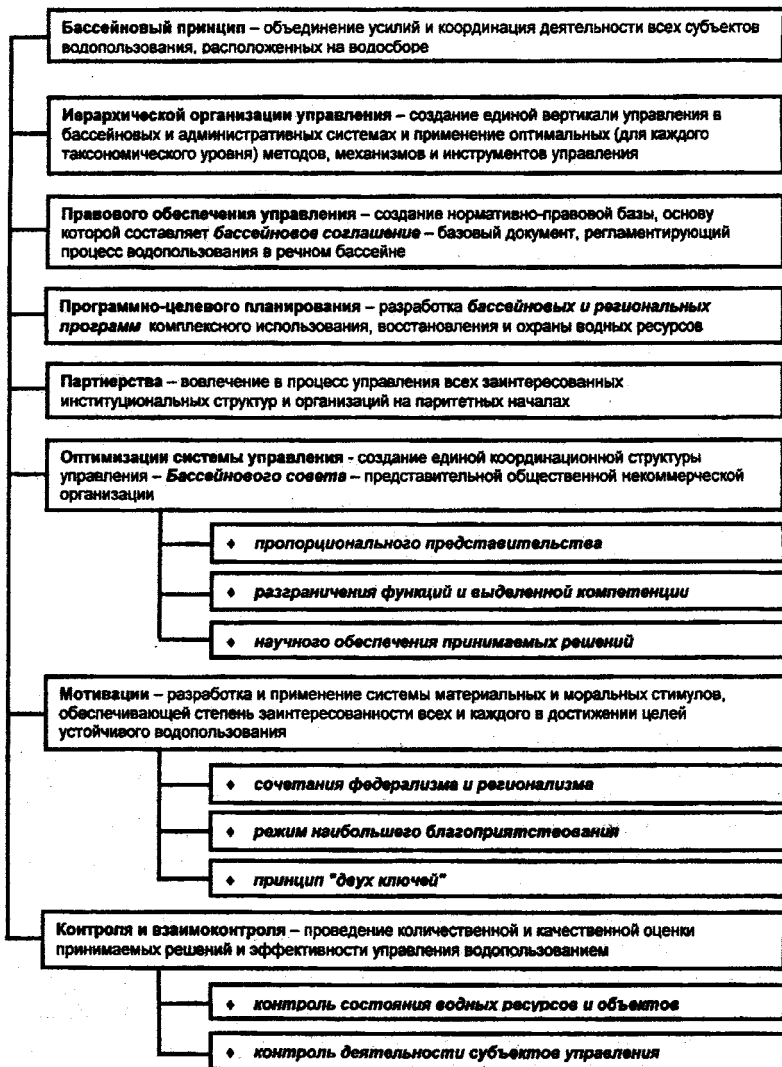 Бассейновый принцип – объединение усилий и координация деятельности всех субъектов
водопользования, расположенных на водосборе
Иерархической организации управления – создание единой вертикали управления в
бассейновых и административных системах и применение оптимальных (для каждого
таксономического уровня) методов, механизмов и инструментов управления
Правового обеспечения управления – создание нормативно-правовой базы, основу
которой составляет бассейновое соглашение – базовый документ, регламентирующий
процесс водопользования в речном бассейне
Программно-целевого планирования – разработка бассейновых и региональных
программ комплексного использования, восстановления и охраны водных ресурсов
Партнерства – вовлечение в процесс управления всех заинтересованных
институциональных структур и организаций на паритетных началах
Оптимизации системы управления - создание единой координационной структуры
управления – Бассейнового совета – представительной общественной некоммерческой
организации
♦ пропорционального представительства
♦ разграничения функций и выделенной компетенции
♦ научного обеспечения принимаемых решений
Мотивации – разработка и применение системы материальных и моральных стимулов,
обеспечивающей степень заинтересованности всех и каждого в достижении целей
устойчивого водопользования
♦ сочетания федерализма и регионализма
♦ режим наибольшего благоприятствования
♦ принцип "двух ключей"
Контроля и взаимоконтроля – проведение количественной и качественной оценки
принимаемых решений и эффективности управления водопользованием
♦ контроль состояния водных ресурсов и объектов
♦ контроль деятельности субъектов управления